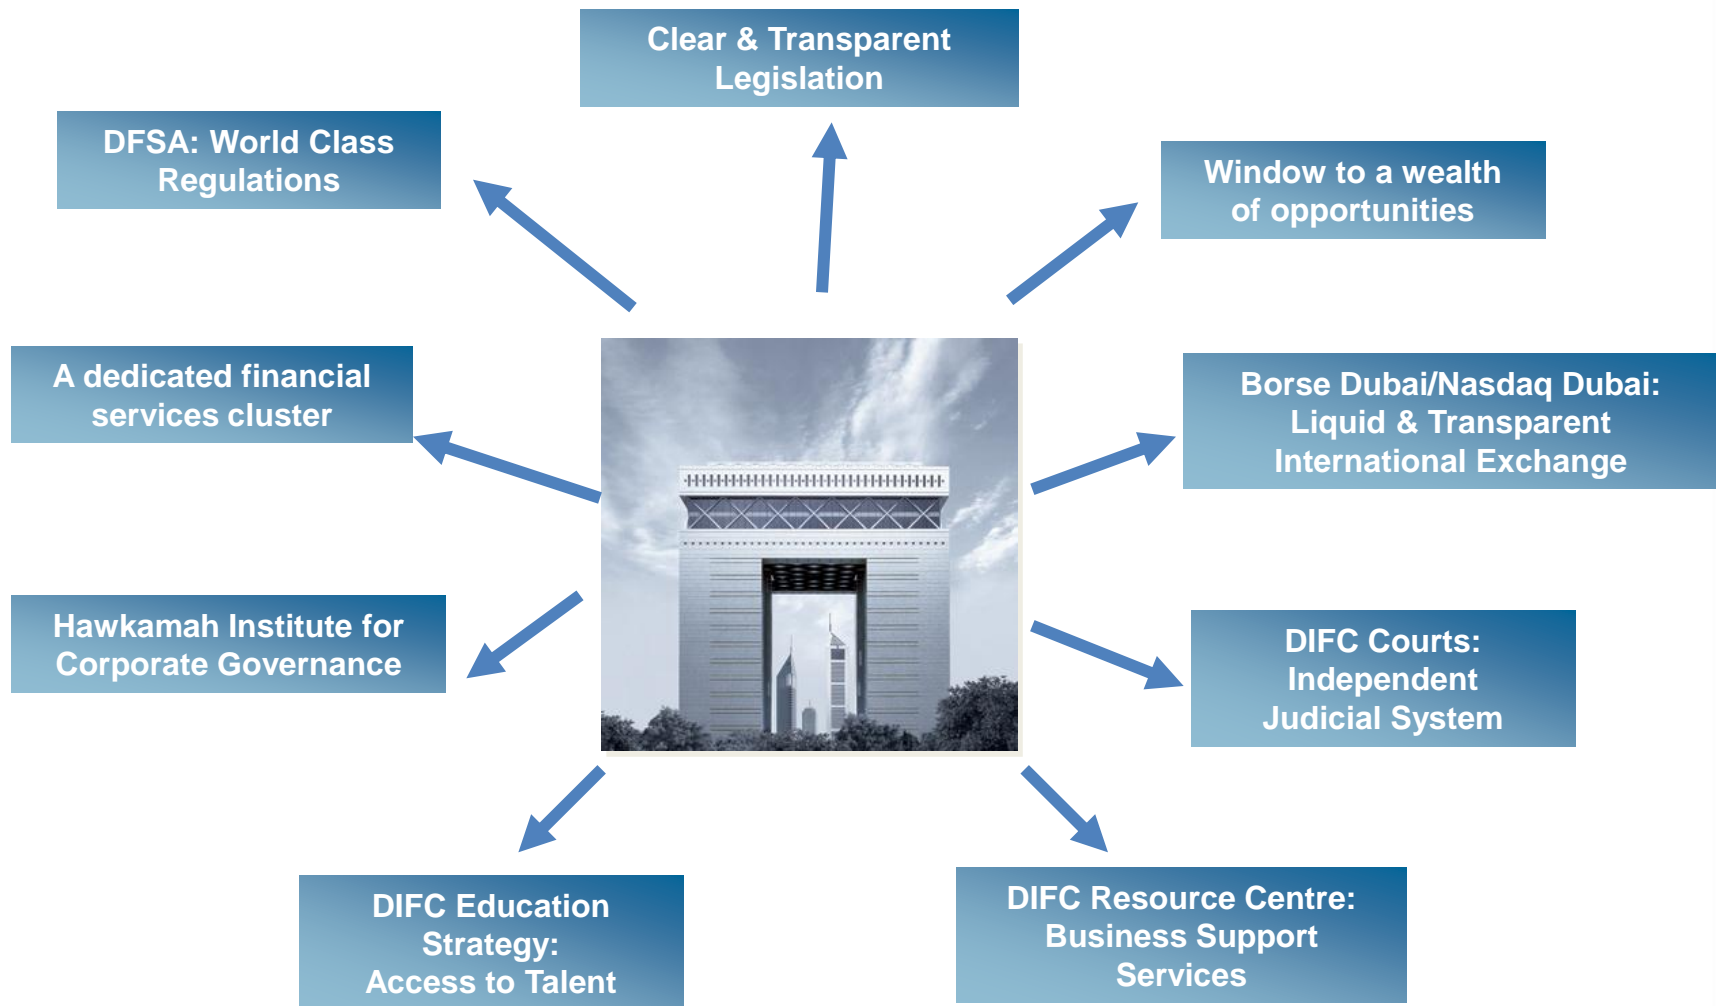 Clear & Transparent
Legislation
DFSA: World Class
Regulations
Window to a wealth
of opportunities
A dedicated financial
services cluster
Borse Dubai/Nasdaq Dubai:
Liquid & Transparent
International Exchange
Hawkamah Institute for
Corporate Governance
DIFC Courts:
Independent
Judicial System
DIFC Education
Strategy:
Access to Talent
DIFC Resource Centre:
Business Support
Services